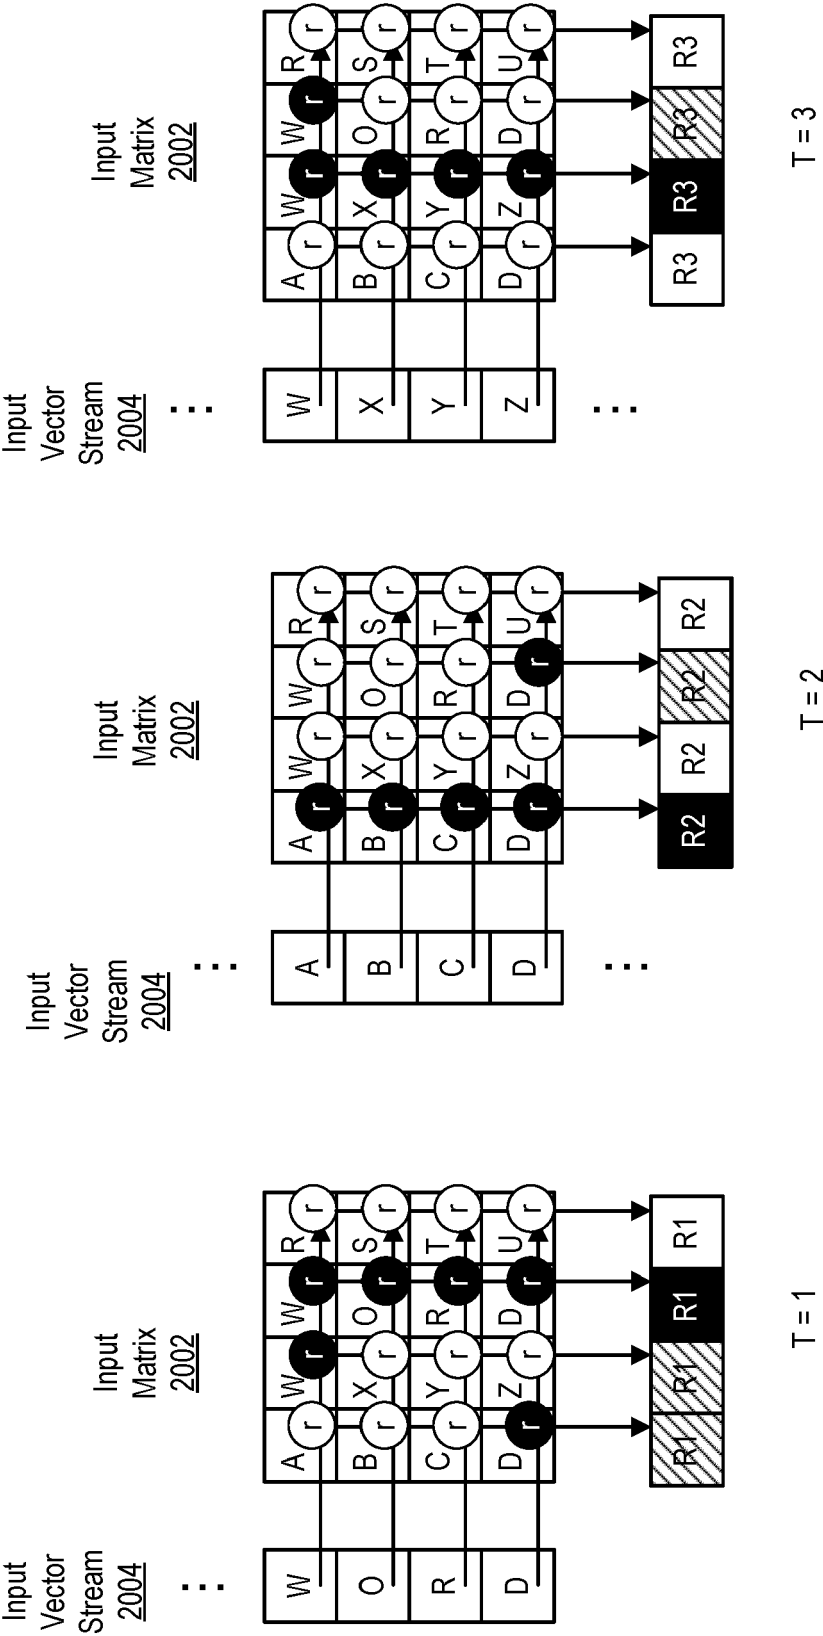 Input
Vector
Stream
2004
...
Input
Matrix
2002
W A r W r W r R r
O B r X r O r S r
R C r Y r R r T r
D D r Z r D r U r
R1 R1 R1 R1
T = 1
Input
Vector
Stream
2004
...
Input
Matrix
2002
A A r W r W r R r
B B r X r O r S r
C C r Y r R r T r
D D r Z r D r U r
...
R2 R2 R2 R2
T = 2
Input
Vector
Stream
2004
...
Input
Matrix
2002
W A r W r W r R r
X B r X r O r S r
Y C r Y r R r T r
Z D r Z r D r U r
...
R3 R3 R3 R3
T = 3